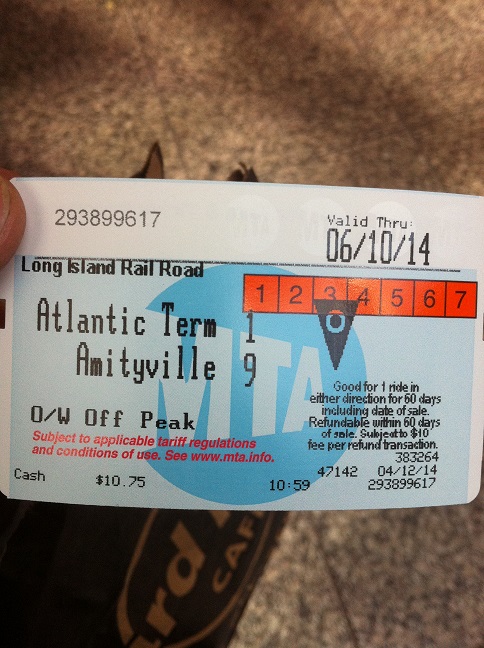 293899617
Valid Thru:
06/10/14
Long Island Rail Road
1 2 3 4 5 6 7
O
Atlantic Term 1
Amityville 9
MTA
Good for 1 ride in
either direction for 60 days
including date of sale.
Refundable within 60 days
of sale. Subject to $10
fee per refund transaction.
O/W Off Peak
Subject to applicable tariff regulations
and conditions of use. See www.mta.info.
383264
47142 04/12/14
Cash $10.75 10:59 293899617
rd
CAFE